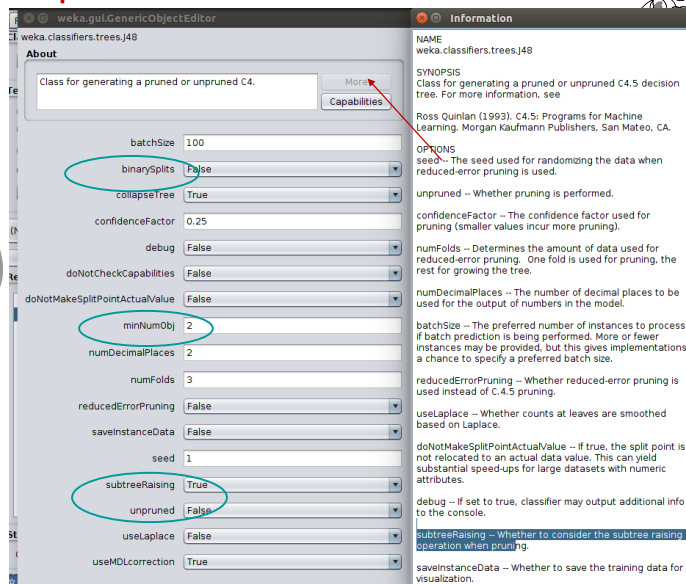 weka.gui.GenericObjectEditor
weka.classifiers.trees.J48
About
Class for generating a pruned or unpruned C4.
More
Capabilities
batchSize 100
binarySplits False
collapseTree True
confidenceFactor 0.25
debug False
doNotCheckCapabilities False
doNotMakeSplitPointActualValue False
minNumObj 2
numDecimalPlaces 2
numFolds 3
reducedErrorPruning False
saveInstanceData False
seed 1
subtreeRaising True
unpruned False
useLaplace False
useMDLcorrection True
Information
NAME
weka.classifiers.trees.J48
SYNOPSIS
Class for generating a pruned or unpruned C4.5 decision
tree. For more information, see
Ross Quinlan (1993). C4.5: Programs for Machine
Learning. Morgan Kaufmann Publishers, San Mateo, CA.
OPTIONS
seed -- The seed used for randomizing the data when
reduced-error pruning is used.
unpruned -- Whether pruning is performed.
confidenceFactor -- The confidence factor used for
pruning (smaller values incur more pruning).
numFolds -- Determines the amount of data used for
reduced-error pruning. One fold is used for pruning, the
rest for growing the tree.
numDecimalPlaces -- The number of decimal places to be
used for the output of numbers in the model.
batchSize -- The preferred number of instances to process
if batch prediction is being performed. More or fewer
instances may be provided, but this gives implementations
a chance to specify a preferred batch size.
reducedErrorPruning -- Whether reduced-error pruning is
used instead of C.4.5 pruning.
useLaplace -- Whether counts at leaves are smoothed
based on Laplace.
doNotMakeSplitPointActualValue -- If true, the split point is
not relocated to an actual data value. This can yield
substantial speed-ups for large datasets with numeric
attributes.
debug -- If set to true, classifier may output additional info
to the console.
subtreeRaising -- Whether to consider the subtree raising
operation when pruning.
saveInstanceData -- Whether to save the training data for
visualization.